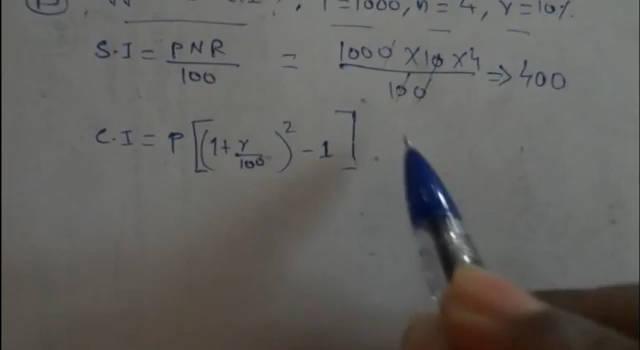 = 1000, n = 4, r = 10%.
S.I = PNR/100 = 1000 × 10 × 4/100 ⇒ 400
C.I = P[(1+r/100)² - 1]